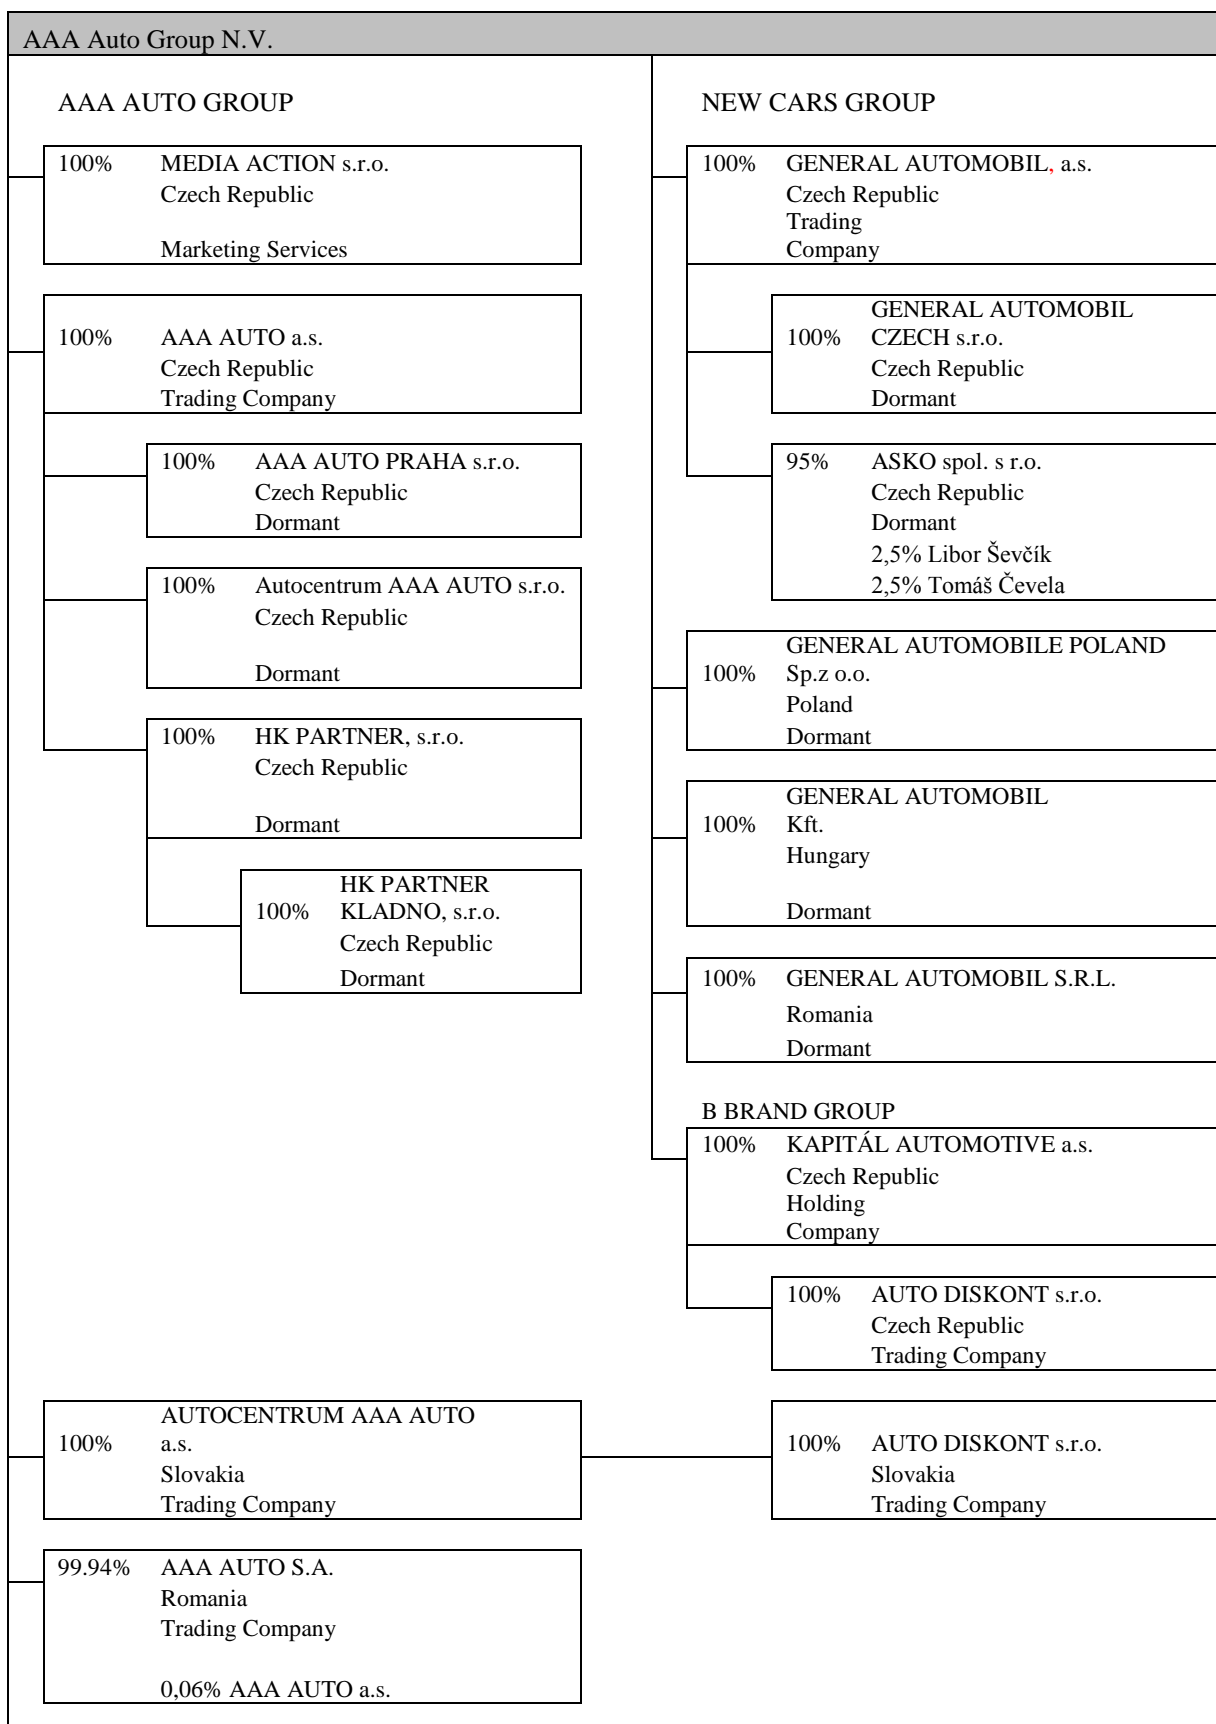 AAA Auto Group N.V.
AAA AUTO GROUP
100% MEDIA ACTION s.r.o.
Czech Republic
Marketing Services
100% AAA AUTO a.s.
Czech Republic
Trading Company
100% AAA AUTO PRAHA s.r.o.
Czech Republic
Dormant
100% Autocentrum AAA AUTO s.r.o.
Czech Republic
Dormant
100% HK PARTNER, s.r.o.
Czech Republic
Dormant
HK PARTNER
100% KLADNO, s.r.o.
Czech Republic
Dormant
NEW CARS GROUP
100% GENERAL AUTOMOBIL, a.s.
Czech Republic
Trading
Company
GENERAL AUTOMOBIL
100% CZECH s.r.o.
Czech Republic
Dormant
95% ASKO spol. s r.o.
Czech Republic
Dormant
2,5% Libor Ševčík
2,5% Tomáš Čevela
GENERAL AUTOMOBILE POLAND
100% Sp.z o.o.
Poland
Dormant
GENERAL AUTOMOBIL
100% Kft.
Hungary
Dormant
100% GENERAL AUTOMOBIL S.R.L.
Romania
Dormant
B BRAND GROUP
100% KAPITÁL AUTOMOTIVE a.s.
Czech Republic
Holding
Company
100% AUTO DISKONT s.r.o.
Czech Republic
Trading Company
AUTOCENTRUM AAA AUTO
100% a.s.
Slovakia
Trading Company
100% AUTO DISKONT s.r.o.
Slovakia
Trading Company
99.94% AAA AUTO S.A.
Romania
Trading Company
0,06% AAA AUTO a.s.